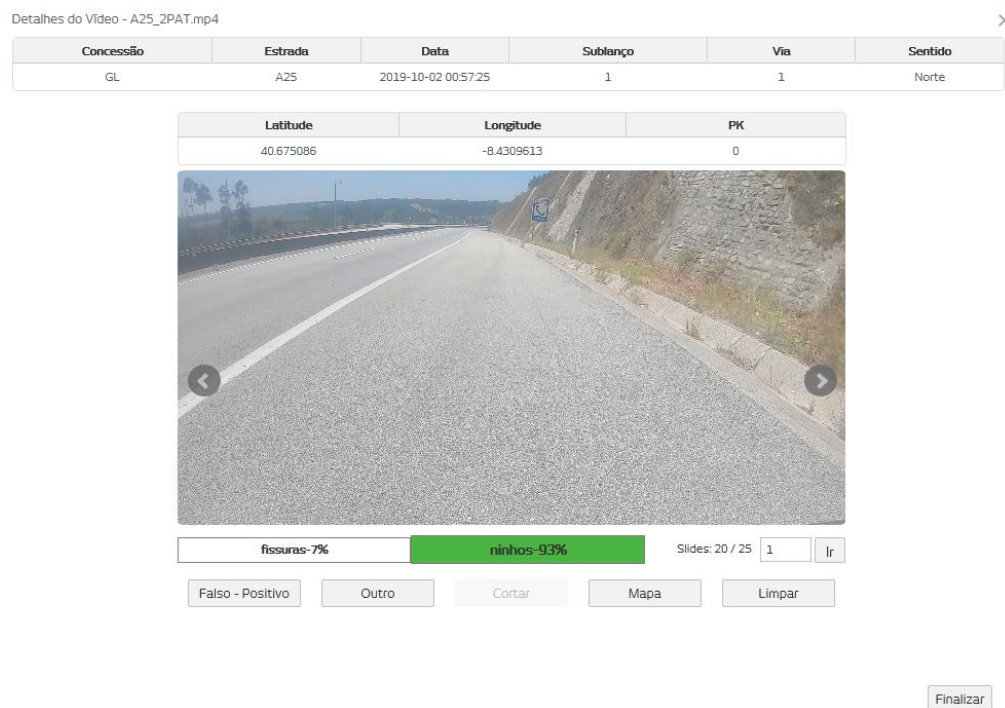 Detalhes do Vídeo - A25_2PAT.mp4
Concessão Estrada Data Sublanço Via Sentido
GL A25 2019-10-02 00:57:25 1 1 Norte
Latitude Longitude PK
40.675086 -8.4309613 0
fissuras-7% ninhos-93% Slides: 20 / 25 1 Ir
Falso - Positivo Outro Cortar Mapa Limpar
Finalizar